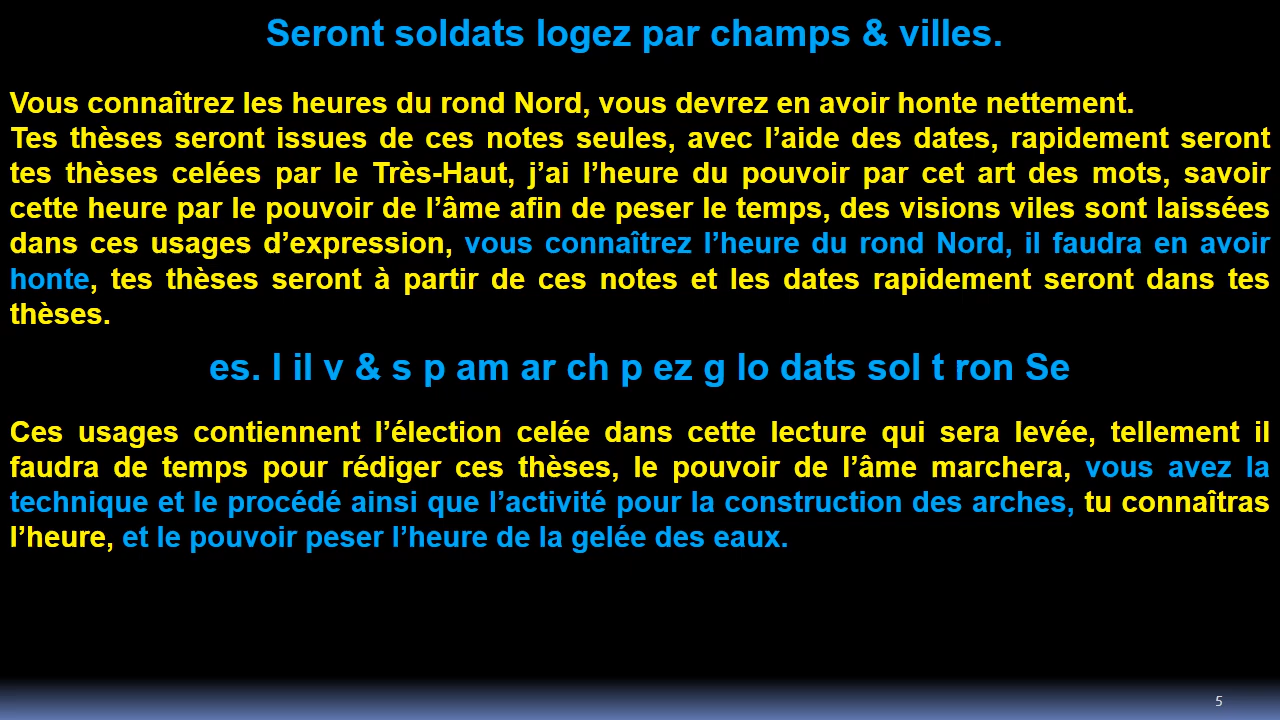 Seront soldats logez par champs & villes.
Vous connaîtrez les heures du rond Nord, vous devrez en avoir honte nettement.
Tes thèses seront issues de ces notes seules, avec l’aide des dates, rapidement seront
tes thèses celées par le Très-Haut, j’ai l’heure du pouvoir par cet art des mots, savoir
cette heure par le pouvoir de l’âme afin de peser le temps, des visions viles sont laissées
dans ces usages d’expression, vous connaîtrez l’heure du rond Nord, il faudra en avoir
honte, tes thèses seront à partir de ces notes et les dates rapidement seront dans tes
thèses.
es. l il v & s p am ar ch p ez g lo dats sol t ron Se
Ces usages contiennent l’élection celée dans cette lecture qui sera levée, tellement il
faudra de temps pour rédiger ces thèses, le pouvoir de l’âme marchera, vous avez la
technique et le procédé ainsi que l’activité pour la construction des arches, tu connaîtras
l’heure, et le pouvoir peser l’heure de la gelée des eaux.
5